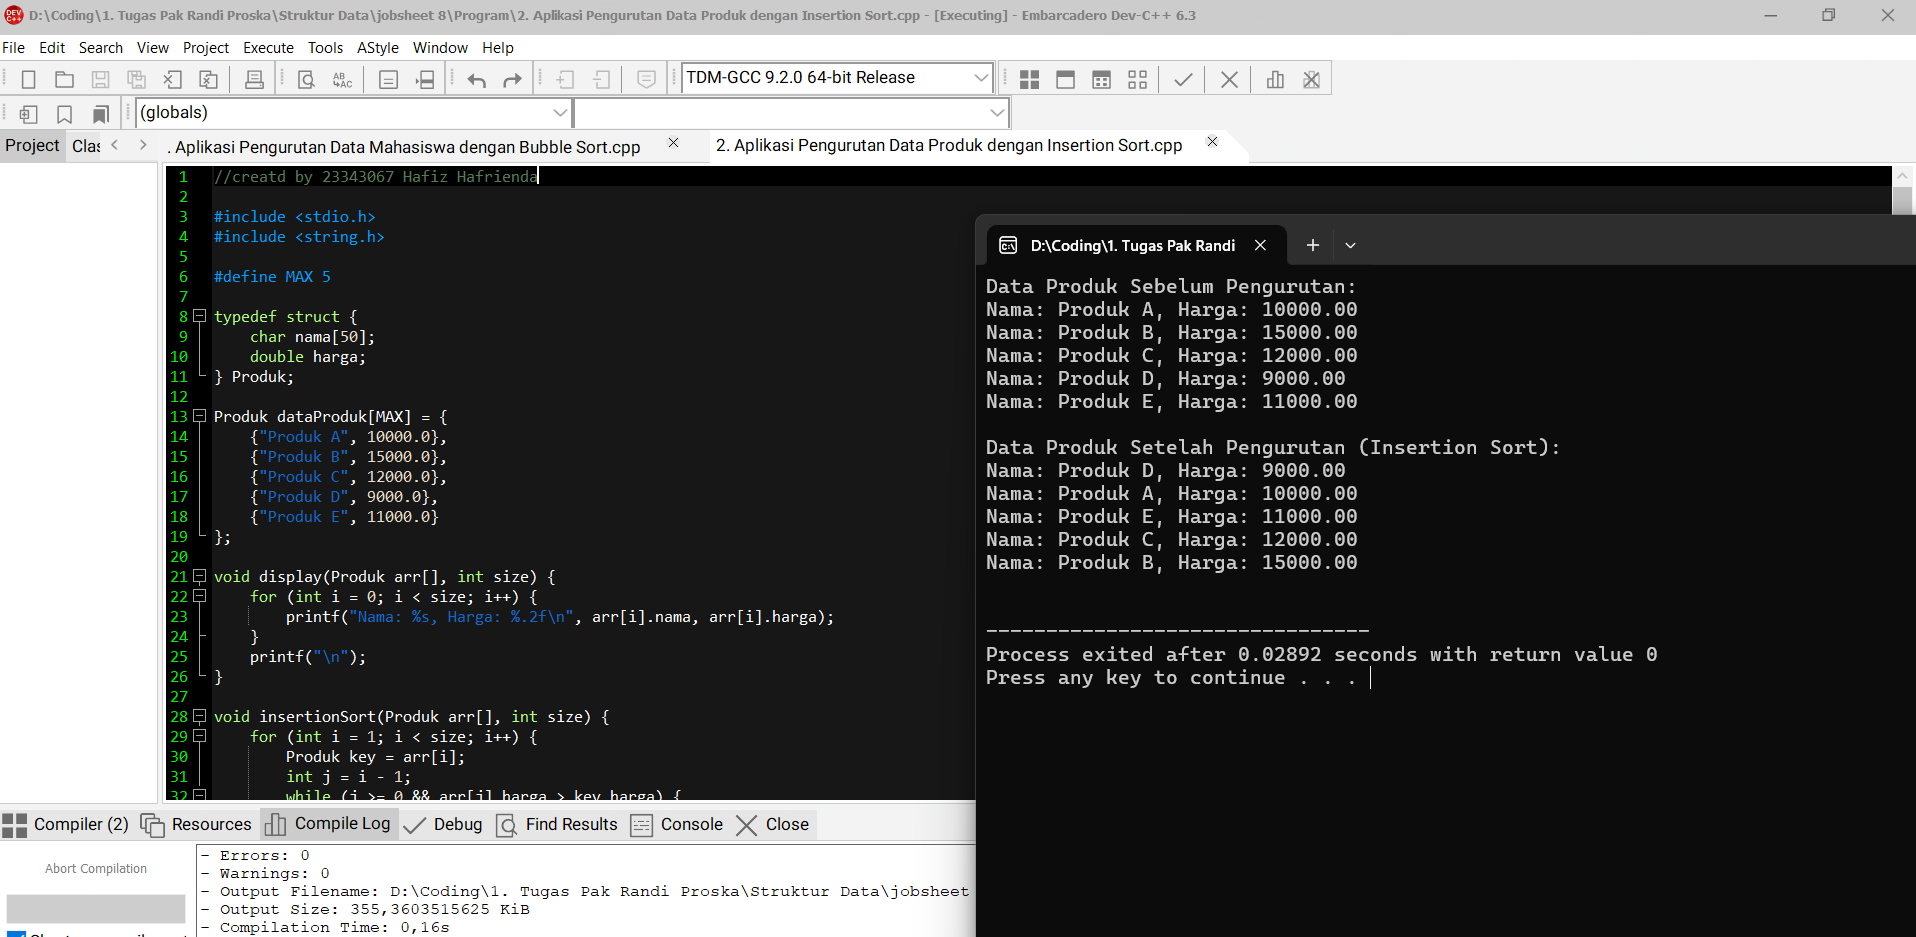 D:\Coding\1. Tugas Pak Randi Proska\Struktur Data\jobsheet 8\Program\2. Aplikasi Pengurutan Data Produk dengan Insertion Sort.cpp - [Executing] - Embarcadero Dev-C++ 6.3
File Edit Search View Project Execute Tools AStyle Window Help
TDM-GCC 9.2.0 64-bit Release
(globals)
Project Clas
. Aplikasi Pengurutan Data Mahasiswa dengan Bubble Sort.cpp
2. Aplikasi Pengurutan Data Produk dengan Insertion Sort.cpp
1 //creatd by 23343067 Hafiz Hafrienda
2
3 #include <stdio.h>
4 #include <string.h>
5
6 #define MAX 5
7
8 typedef struct {
9 char nama[50];
10 double harga;
11 } Produk;
12
13 Produk dataProduk[MAX] = {
14 {"Produk A", 10000.0},
15 {"Produk B", 15000.0},
16 {"Produk C", 12000.0},
17 {"Produk D", 9000.0},
18 {"Produk E", 11000.0}
19 };
20
21 void display(Produk arr[], int size) {
22 for (int i = 0; i < size; i++) {
23 printf("Nama: %s, Harga: %.2f\n", arr[i].nama, arr[i].harga);
24 }
25 printf("\n");
26 }
27
28 void insertionSort(Produk arr[], int size) {
29 for (int i = 1; i < size; i++) {
30 Produk key = arr[i];
31 int j = i - 1;
32 while (j >= 0 && arr[j].harga > key.harga) {
D:\Coding\1. Tugas Pak Randi
Data Produk Sebelum Pengurutan:
Nama: Produk A, Harga: 10000.00
Nama: Produk B, Harga: 15000.00
Nama: Produk C, Harga: 12000.00
Nama: Produk D, Harga: 9000.00
Nama: Produk E, Harga: 11000.00
Data Produk Setelah Pengurutan (Insertion Sort):
Nama: Produk D, Harga: 9000.00
Nama: Produk A, Harga: 10000.00
Nama: Produk E, Harga: 11000.00
Nama: Produk C, Harga: 12000.00
Nama: Produk B, Harga: 15000.00
--------------------------------
Process exited after 0.02892 seconds with return value 0
Press any key to continue . . .
Compiler (2) Resources Compile Log Debug Find Results Console Close
Abort Compilation
- Errors: 0
- Warnings: 0
- Output Filename: D:\Coding\1. Tugas Pak Randi Proska\Struktur Data\jobsheet
- Output Size: 355,3603515625 KiB
- Compilation Time: 0,16s